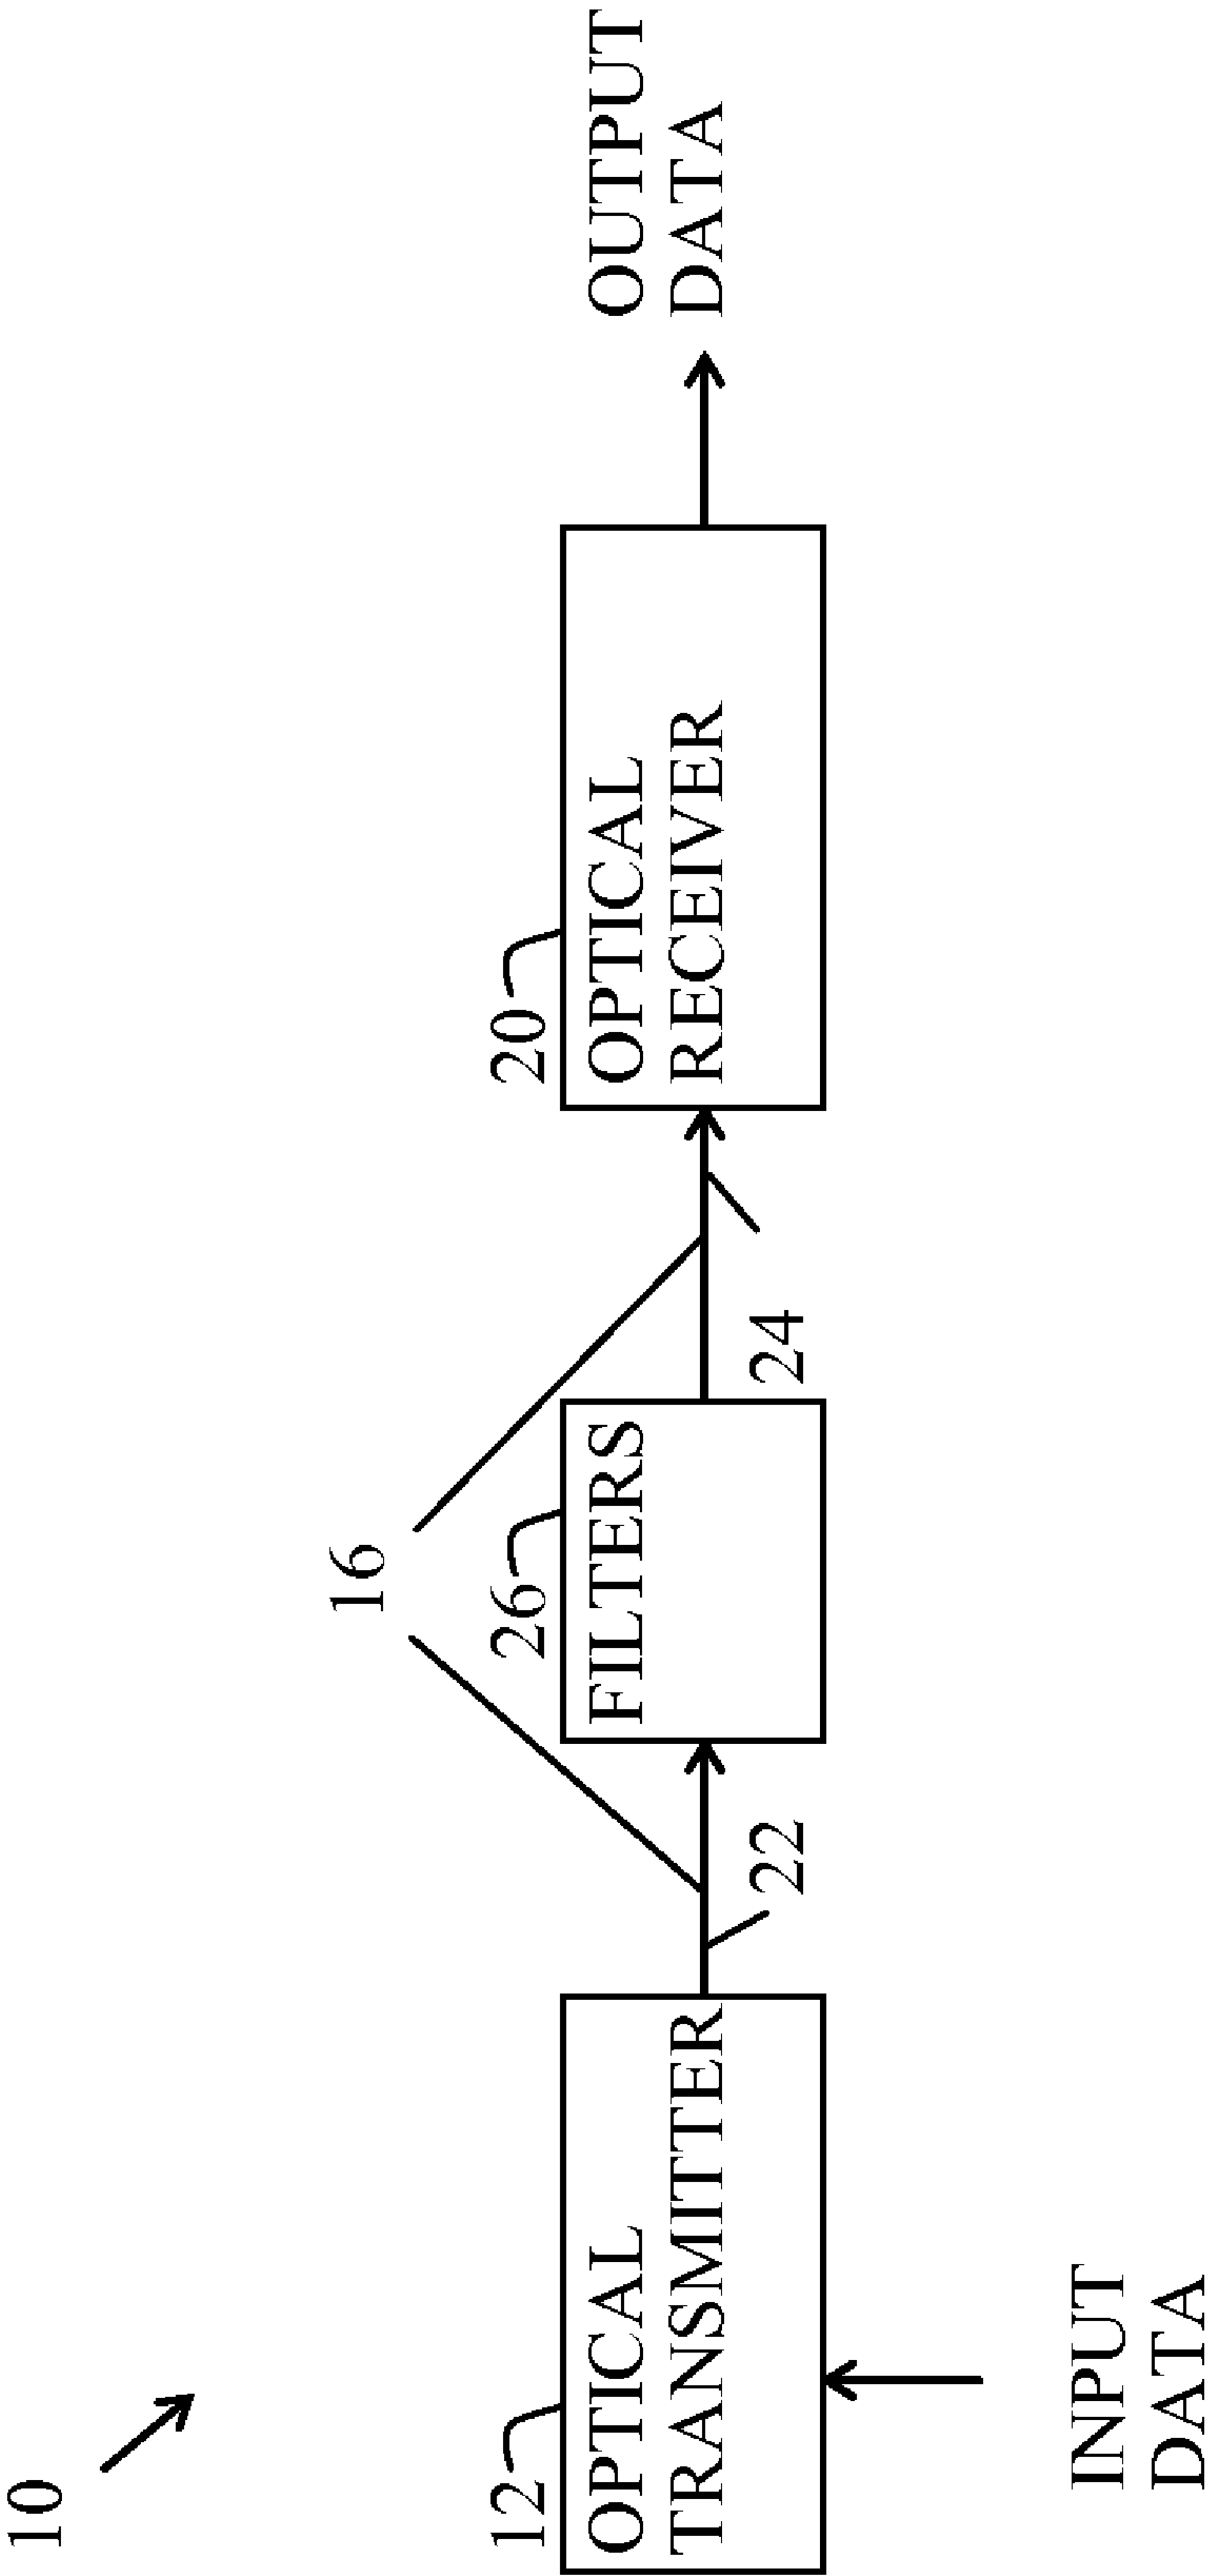 10
16
12
OPTICAL
TRANSMITTER
26
FILTERS
20
OPTICAL
RECEIVER
OUTPUT
DATA
22
24
INPUT
DATA